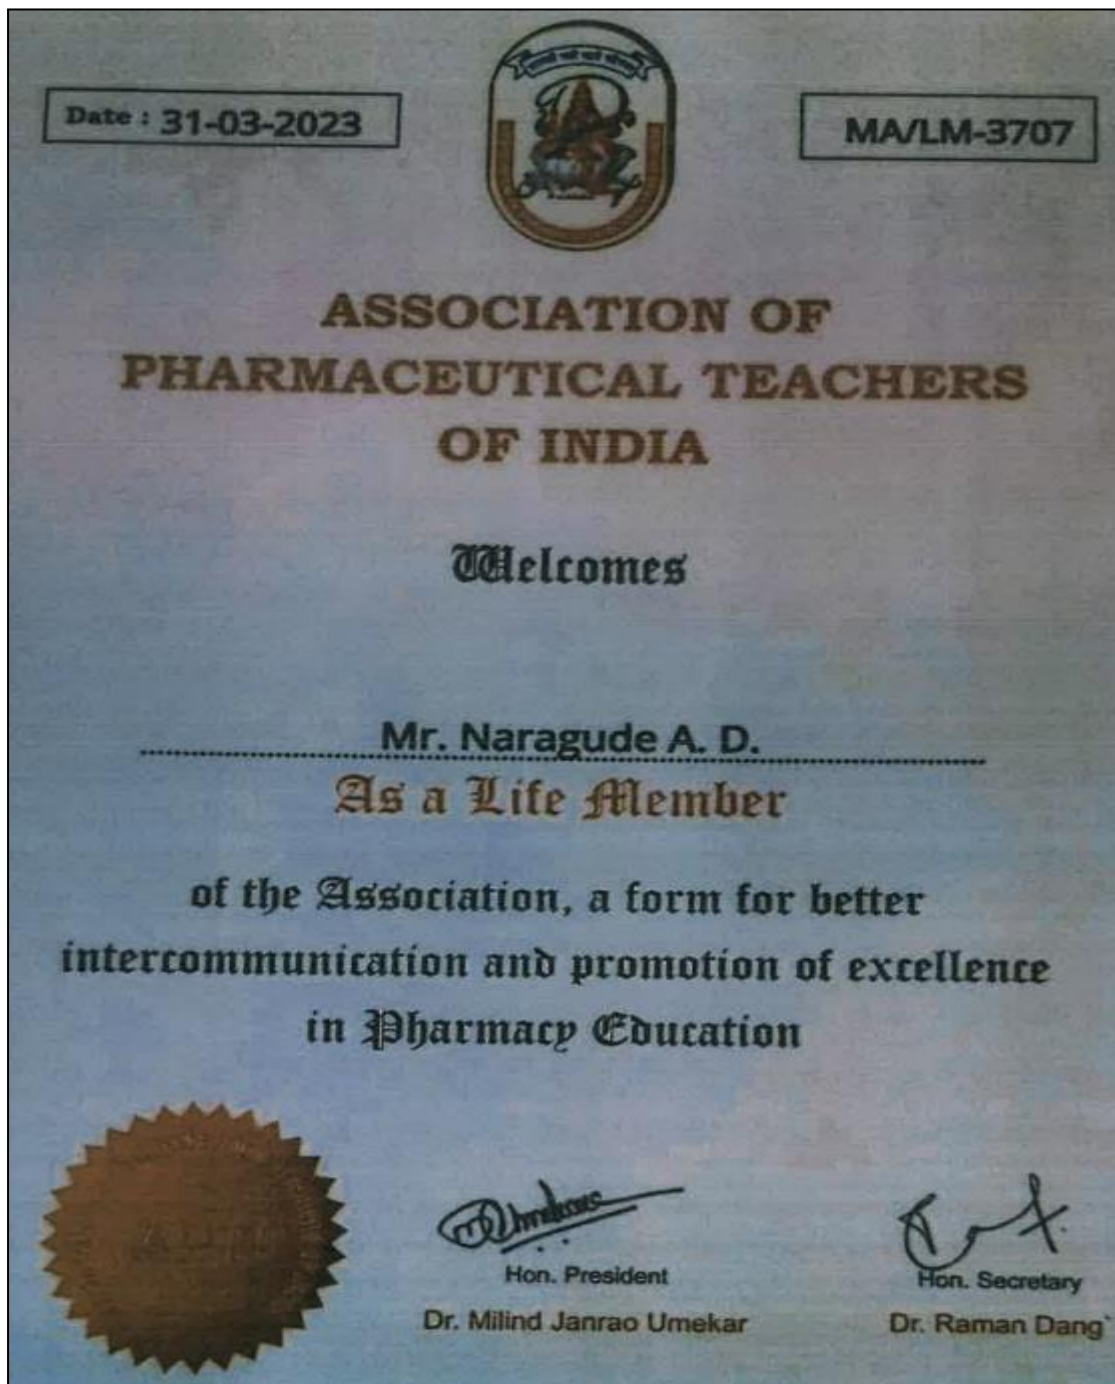 Date : 31-03-2023
MA/LM-3707
ASSOCIATION OF
PHARMACEUTICAL TEACHERS
OF INDIA
Welcomes
Mr. Naragude A. D.
As a Life Member
of the Association, a form for better
intercommunication and promotion of excellence
in Pharmacy Education
Hon. President
Hon. Secretary
Dr. Milind Janrao Umekar
Dr. Raman Dang